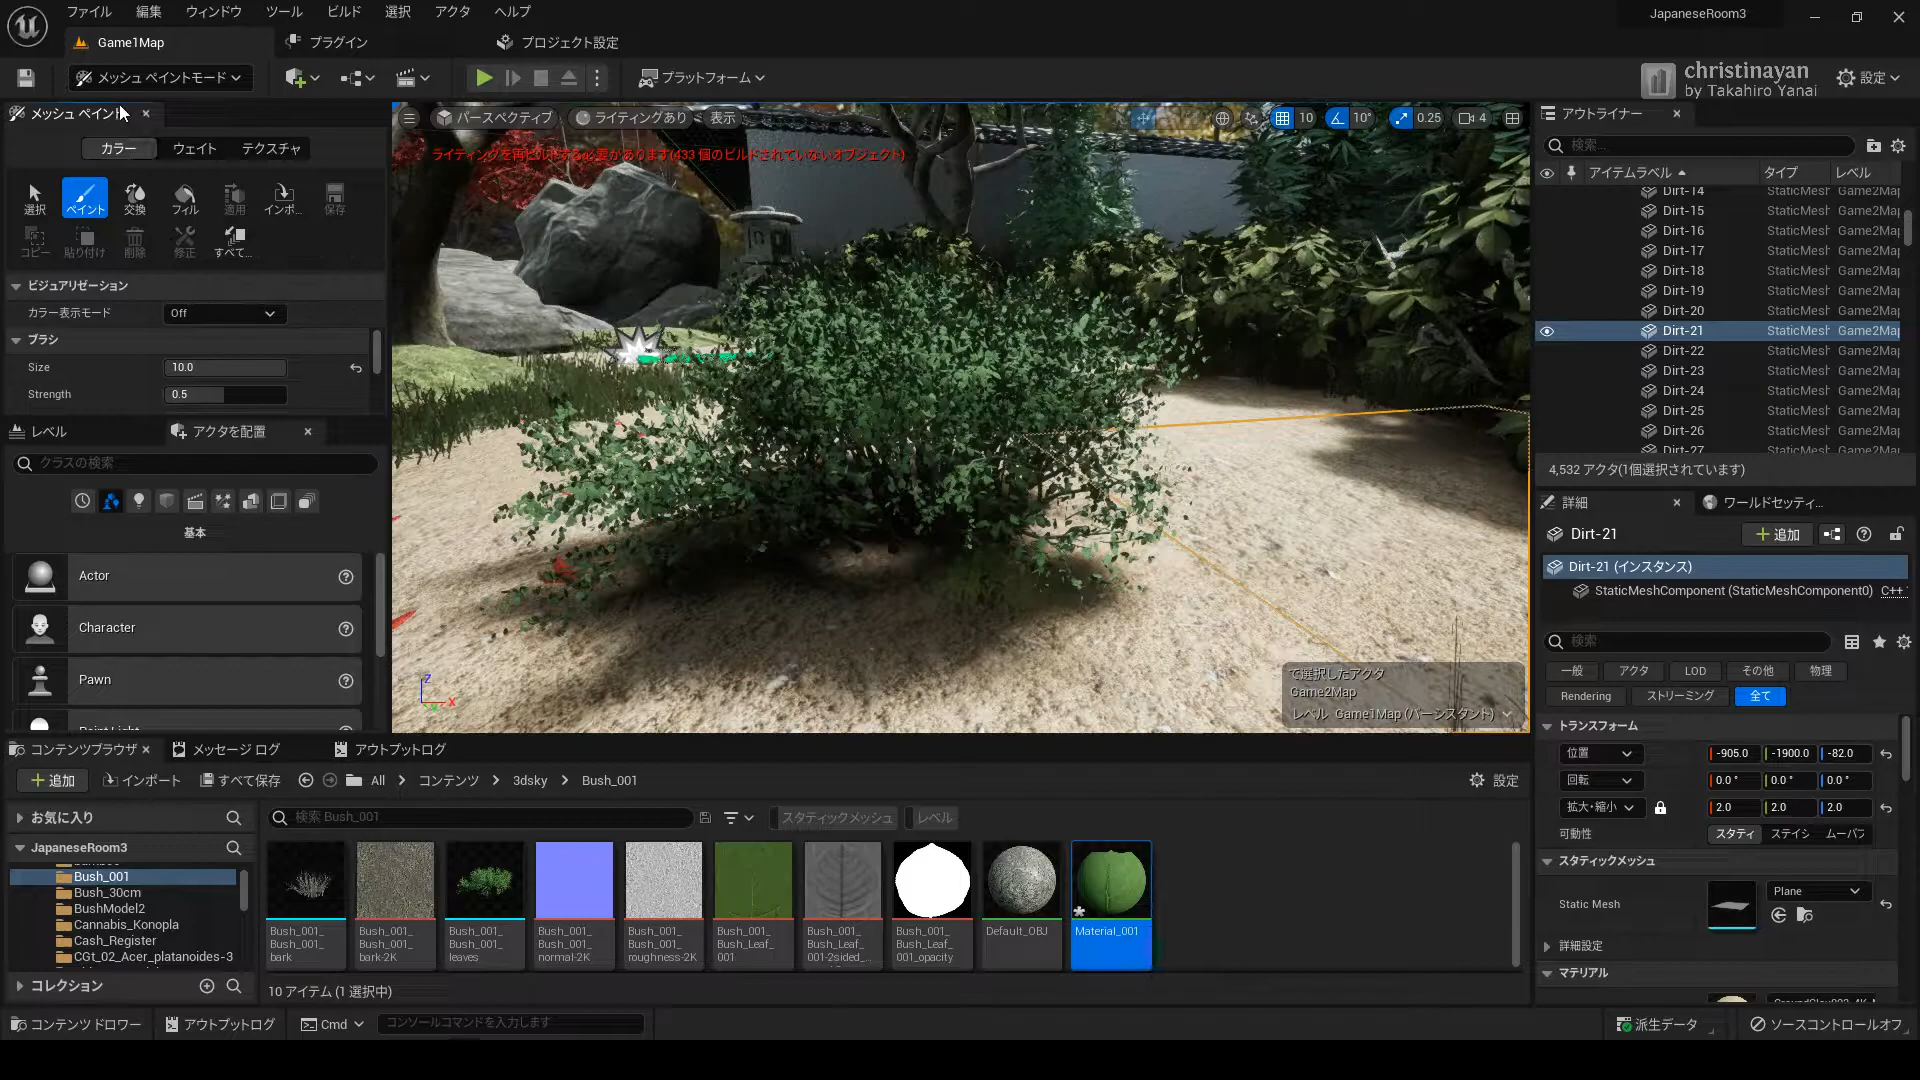 ファイル 編集 ウィンドウ ツール ビルド 選択 アクタ ヘルプ
JapaneseRoom3
Game1Map プラグイン プロジェクト設定
メッシュ ペイントモード プラットフォーム
christinayan
by Takahiro Yanai
設定
メッシュ ペイント
カラー ウェイト テクスチャ
選択 ペイント 交換 フィル 適用 インポ... 保存
コピー 貼り付け 削除 修正 すべて...
ビジュアリゼーション
カラー表示モード Off
ブラシ
Size 10.0
Strength 0.5
レベル アクタを配置
クラスの検索
基本
Actor
Character
Pawn
パースペクティブ ライティングあり 表示
10 10° 0.25 4
ライティングを再ビルドする必要があります(433 個のビルドされていないオブジェクト)
Z
X
で選択したアクタ
Game2Map
レベル Game1Map (パーシスタント)
アウトライナー
検索...
アイテムラベル タイプ レベル
Dirt-14 StaticMesh Game2Map
Dirt-15 StaticMesh Game2Map
Dirt-16 StaticMesh Game2Map
Dirt-17 StaticMesh Game2Map
Dirt-18 StaticMesh Game2Map
Dirt-19 StaticMesh Game2Map
Dirt-20 StaticMesh Game2Map
Dirt-21 StaticMesh Game2Map
Dirt-22 StaticMesh Game2Map
Dirt-23 StaticMesh Game2Map
Dirt-24 StaticMesh Game2Map
Dirt-25 StaticMesh Game2Map
Dirt-26 StaticMesh Game2Map
Dirt-27 StaticMesh Game2Map
4,532 アクタ(1個選択されています)
詳細 ワールドセッティ...
Dirt-21 追加
Dirt-21 (インスタンス)
StaticMeshComponent (StaticMeshComponent0) C++
検索
一般 アクタ LOD その他 物理
Rendering ストリーミング 全て
トランスフォーム
位置 -905.0 -1900.0 -82.0
回転 0.0 ° 0.0 ° 0.0 °
拡大・縮小 2.0 2.0 2.0
可動性 スタティ ステイシ ムーバブ
スタティックメッシュ
Static Mesh Plane
詳細設定
マテリアル
コンテンツブラウザ メッセージ ログ アウトプットログ
追加 インポート すべて保存 All コンテンツ 3dsky Bush_001 設定
お気に入り
JapaneseRoom3
Bush_001
Bush_30cm
BushModel2
Cannabis_Konopla
Cash_Register
CGt_02_Acer_platanoides-3
コレクション
検索 Bush_001 スタティックメッシュ レベル
Bush_001_
Bush_001_
bark
Bush_001_
Bush_001_
bark-2K
Bush_001_
Bush_001_
leaves
Bush_001_
Bush_001_
normal-2K
Bush_001_
Bush_001_
roughness-2K
Bush_001_
Bush_Leaf_
001
Bush_001_
Bush_Leaf_
001-2sided_...
Bush_001_
Bush_Leaf_
001_opacity
Default_OBJ
Material_001
10 アイテム (1 選択中)
コンテンツドロワー アウトプットログ Cmd コンソールコマンドを入力します 派生データ ソースコントロールオフ